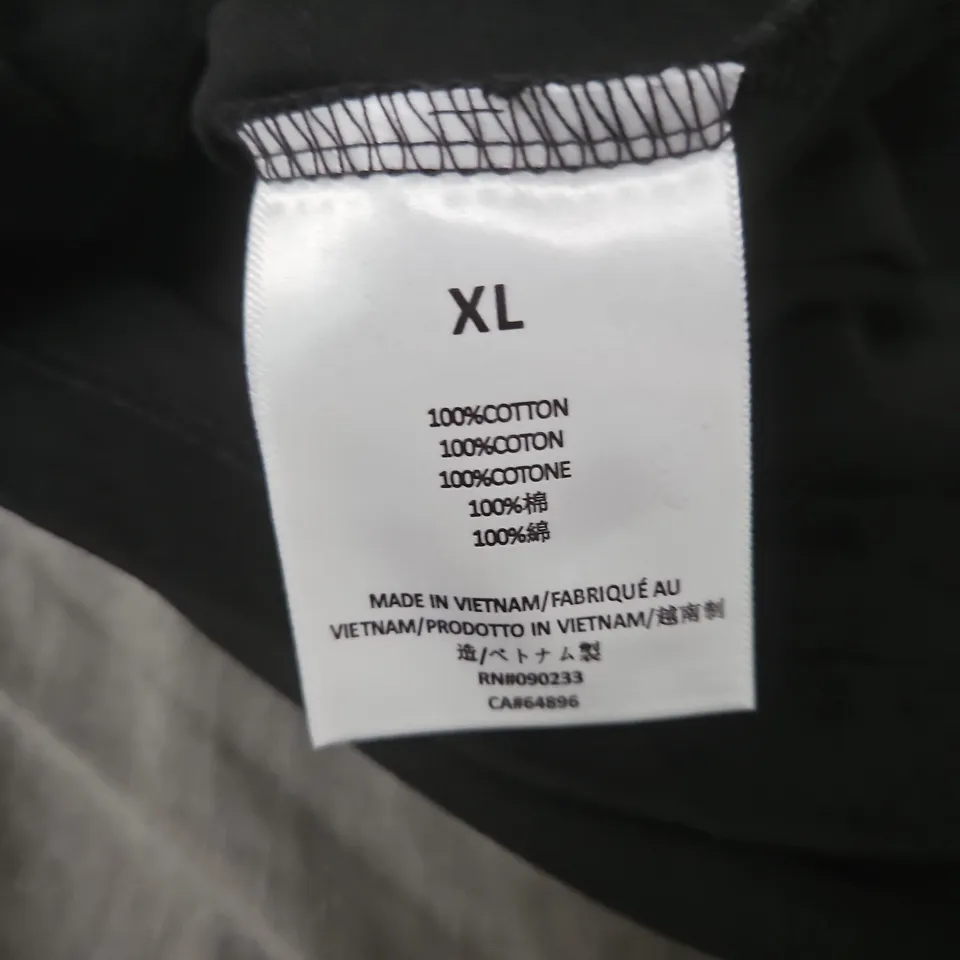 XL
100%COTTON
100%COTON
100%COTONE
100%棉
100%綿
MADE IN VIETNAM/FABRIQUÉ AU
VIETNAM/PRODOTTO IN VIETNAM/越南制
造/ベトナム製
RN#090233
CA#64896